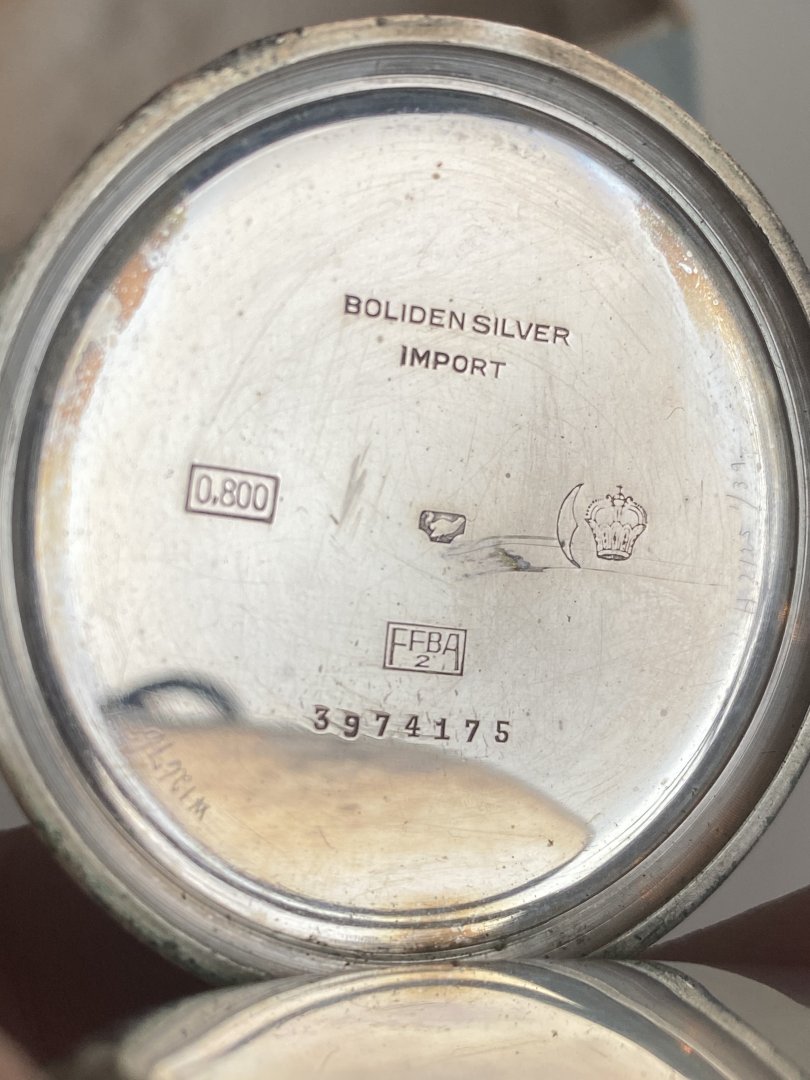 BOLIDEN SILVER
IMPORT
0,800
FFBA
2
3974175